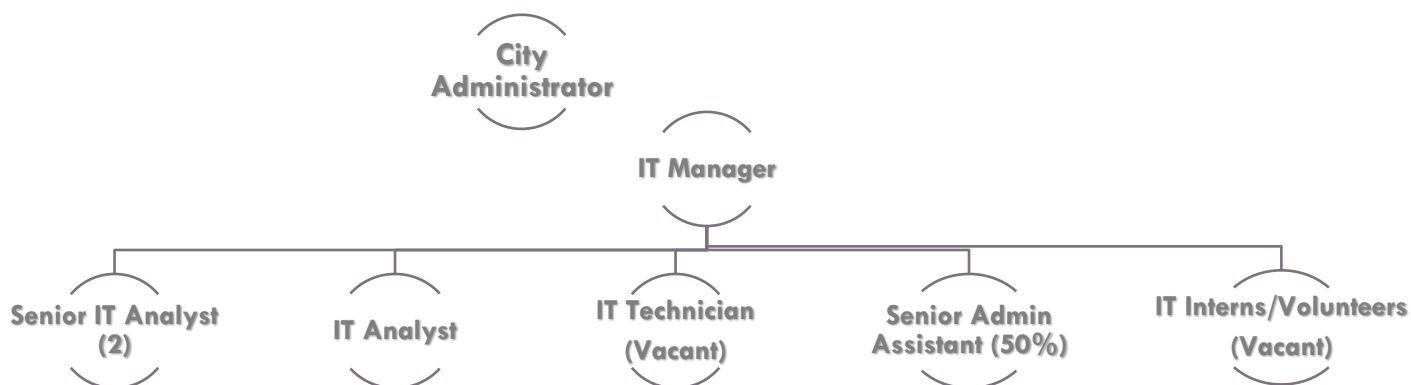 City
Administrator
IT Manager
Senior IT Analyst
(2)
IT Analyst
IT Technician
(Vacant)
Senior Admin
Assistant (50%)
IT Interns/Volunteers
(Vacant)